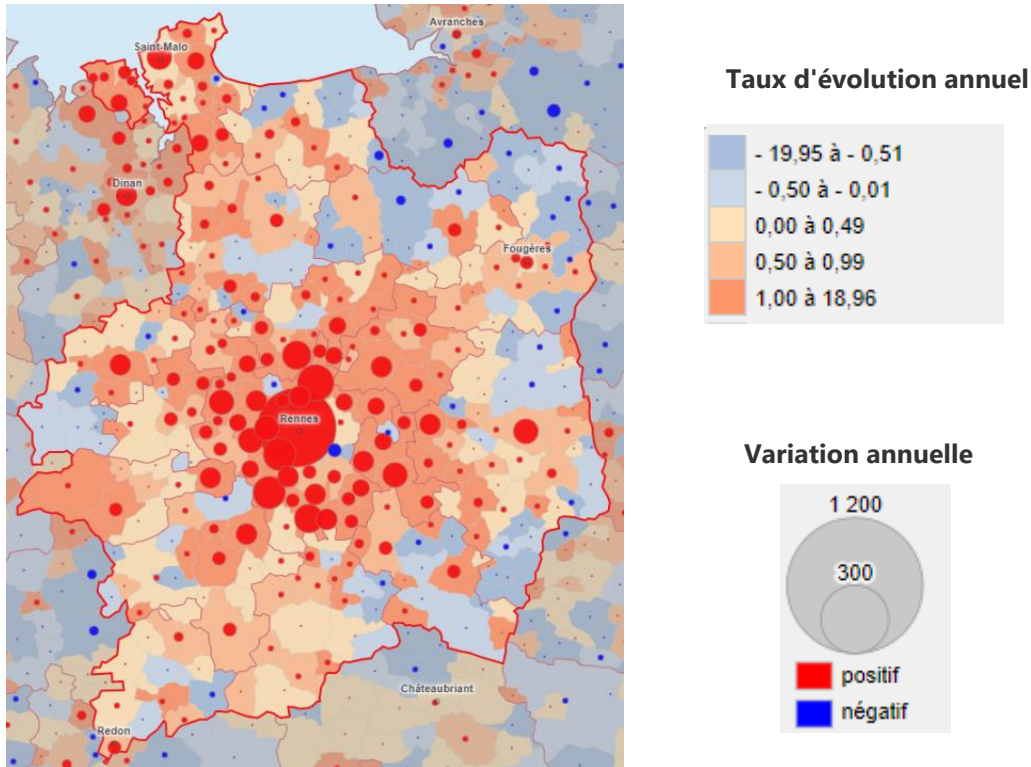 Avranches
Saint-Malo
Dinan
Fougères
Rennes
Châteaubriant
Redon
Taux d'évolution annuel
- 19,95 à - 0,51
- 0,50 à - 0,01
0,00 à 0,49
0,50 à 0,99
1,00 à 18,96
Variation annuelle
1 200
300
positif
négatif